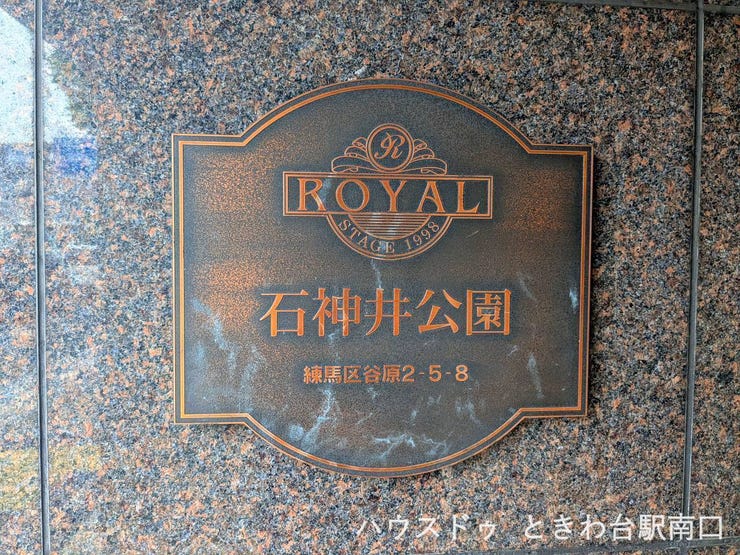 R
ROYAL
STAGE 1998
石神井公園
練馬区谷原2-5-8
ハウスドゥ ときわ台駅南口